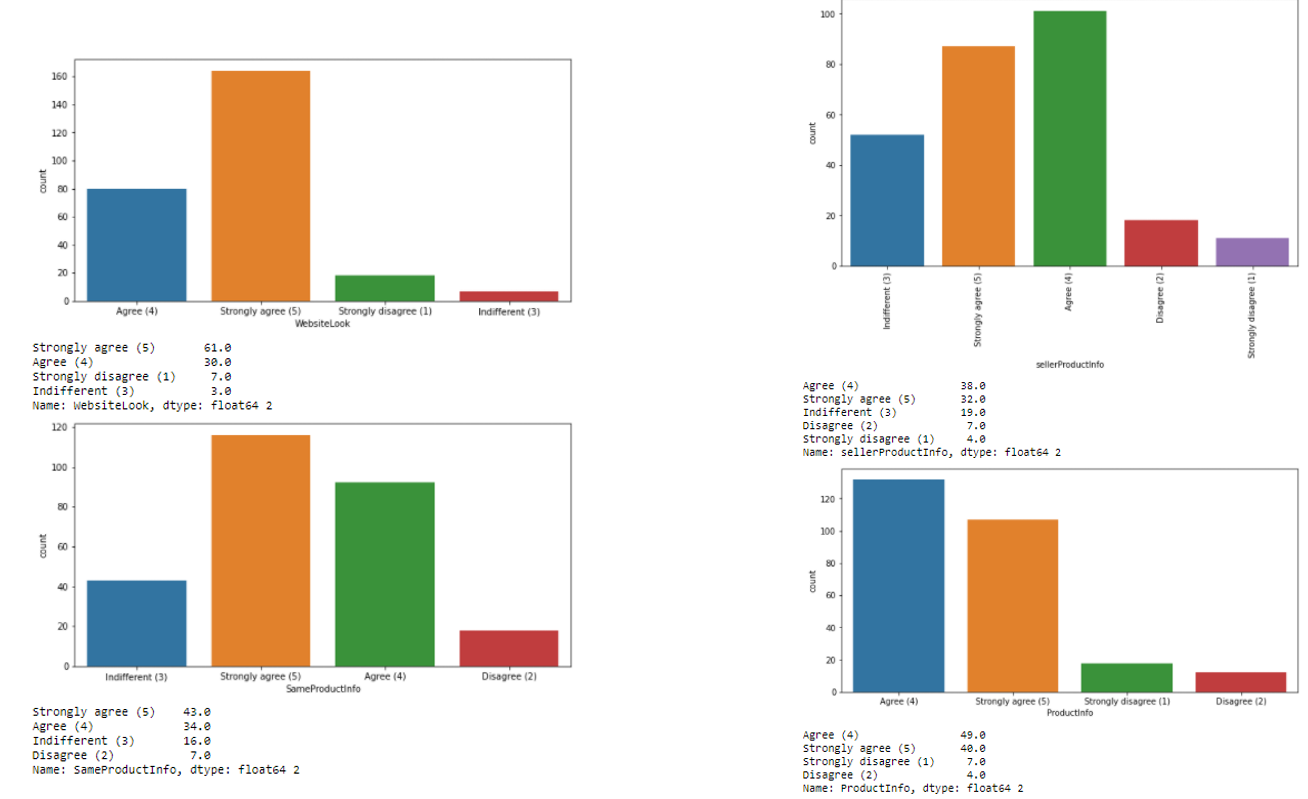 160
140
120
100
80
60
40
20
0
count
Agree (4) Strongly agree (5) Strongly disagree (1) Indifferent (3)
WebsiteLook
Strongly agree (5) 61.0
Agree (4) 30.0
Strongly disagree (1) 7.0
Indifferent (3) 3.0
Name: WebsiteLook, dtype: float64 2
120
100
80
60
40
20
0
count
Indifferent (3) Strongly agree (5) Agree (4) Disagree (2)
SameProductInfo
Strongly agree (5) 43.0
Agree (4) 34.0
Indifferent (3) 16.0
Disagree (2) 7.0
Name: SameProductInfo, dtype: float64 2
100
80
60
40
20
0
count
Indifferent (3)
Strongly agree (5)
Agree (4)
Disagree (2)
Strongly disagree (1)
sellerProductInfo
Agree (4) 38.0
Strongly agree (5) 32.0
Indifferent (3) 19.0
Disagree (2) 7.0
Strongly disagree (1) 4.0
Name: sellerProductInfo, dtype: float64 2
120
100
80
60
40
20
0
count
Agree (4) Strongly agree (5) Strongly disagree (1) Disagree (2)
ProductInfo
Agree (4) 49.0
Strongly agree (5) 40.0
Strongly disagree (1) 7.0
Disagree (2) 4.0
Name: ProductInfo, dtype: float64 2